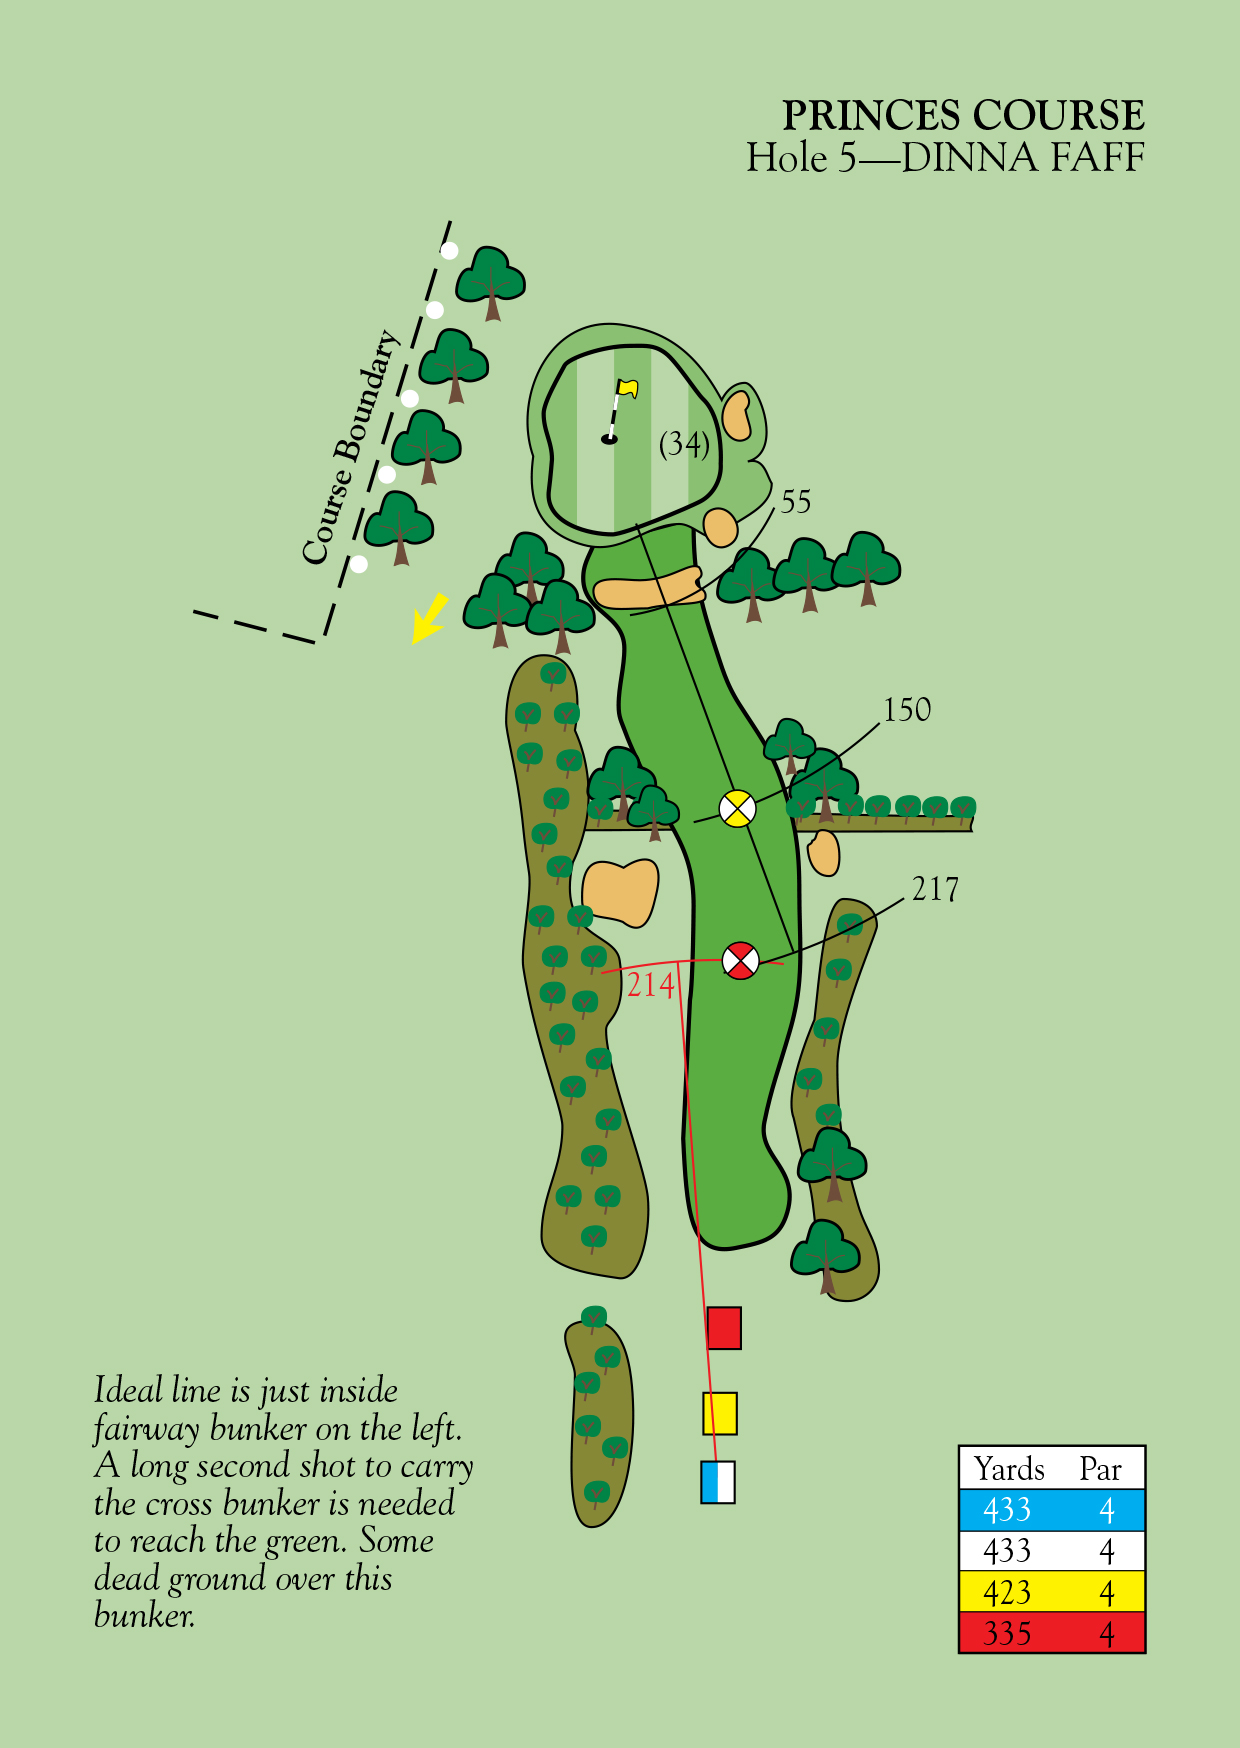 PRINCES COURSE
Hole 5—DINNA FAFF
Course Boundary
(34)
55
150
217
214
Ideal line is just inside
fairway bunker on the left.
A long second shot to carry
the cross bunker is needed
to reach the green. Some
dead ground over this
bunker.
Yards Par
433 4
433 4
423 4
335 4